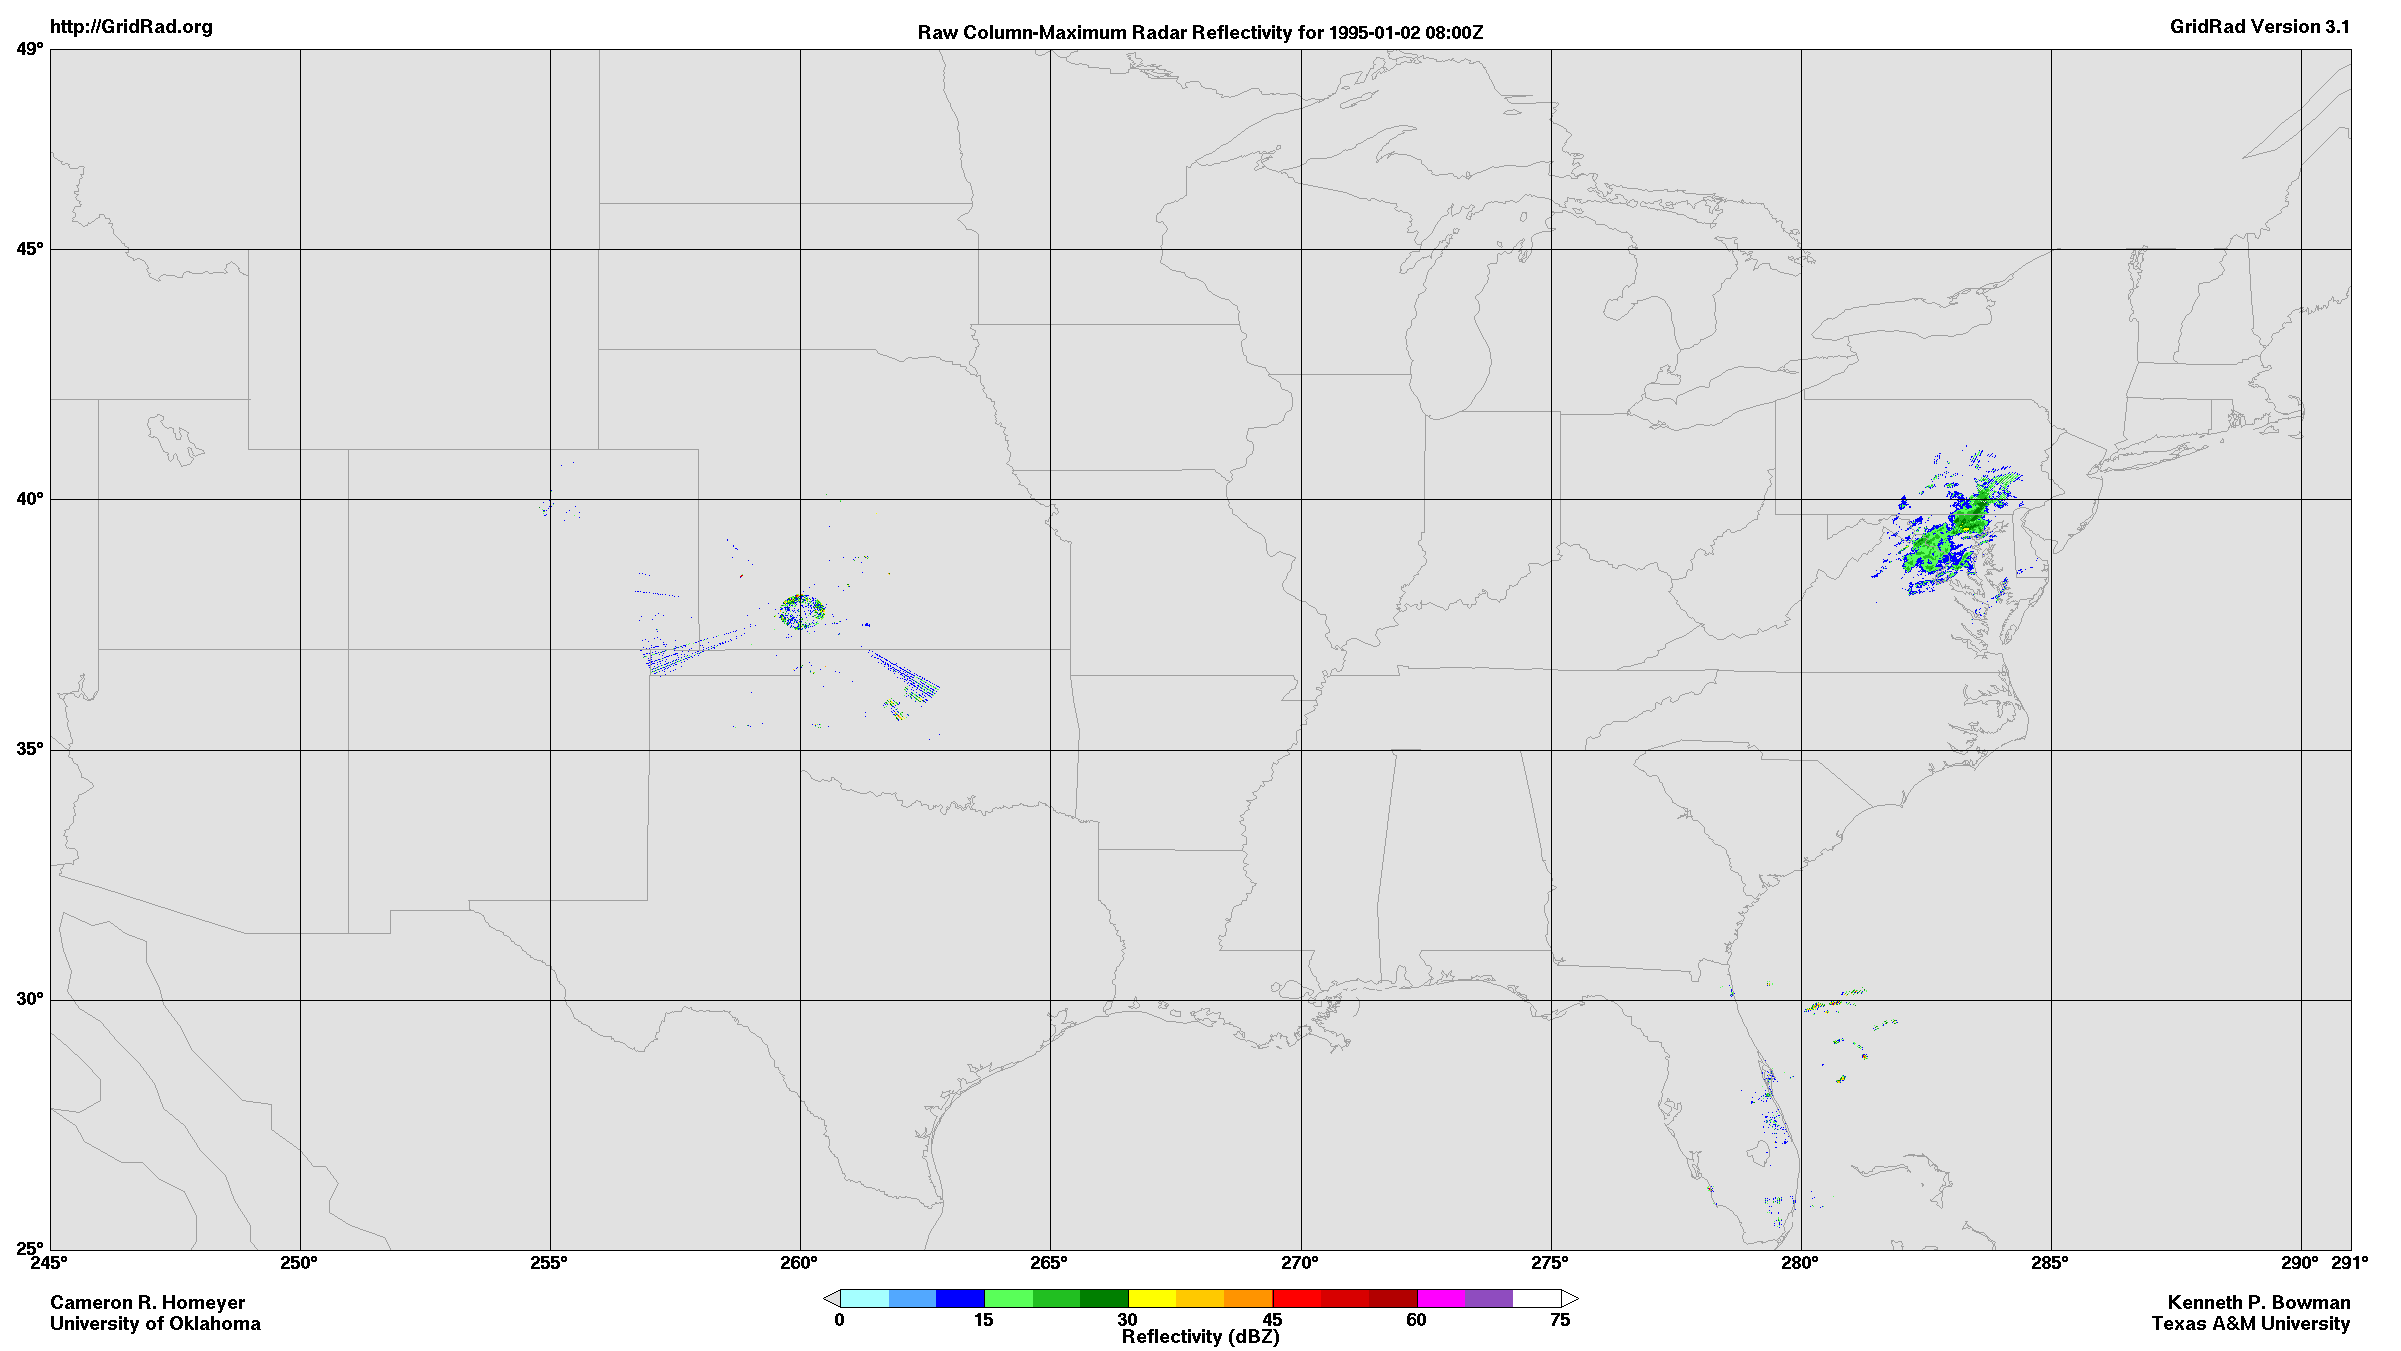 http://GridRad.org
Raw Column-Maximum Radar Reflectivity for 1995-01-02 08:00Z
GridRad Version 3.1
49°
45°
40°
35°
30°
25°
245° 250° 255° 260° 265° 270° 275° 280° 285° 290° 291°
Cameron R. Homeyer
University of Oklahoma
0 15 30 45 60 75
Reflectivity (dBZ)
Kenneth P. Bowman
Texas A&M University